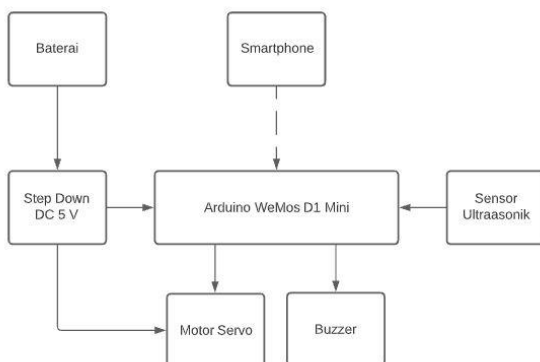 Baterai
Smartphone
Step Down
DC 5 V
Arduino WeMos D1 Mini
Sensor
Ultraasonik
Motor Servo
Buzzer